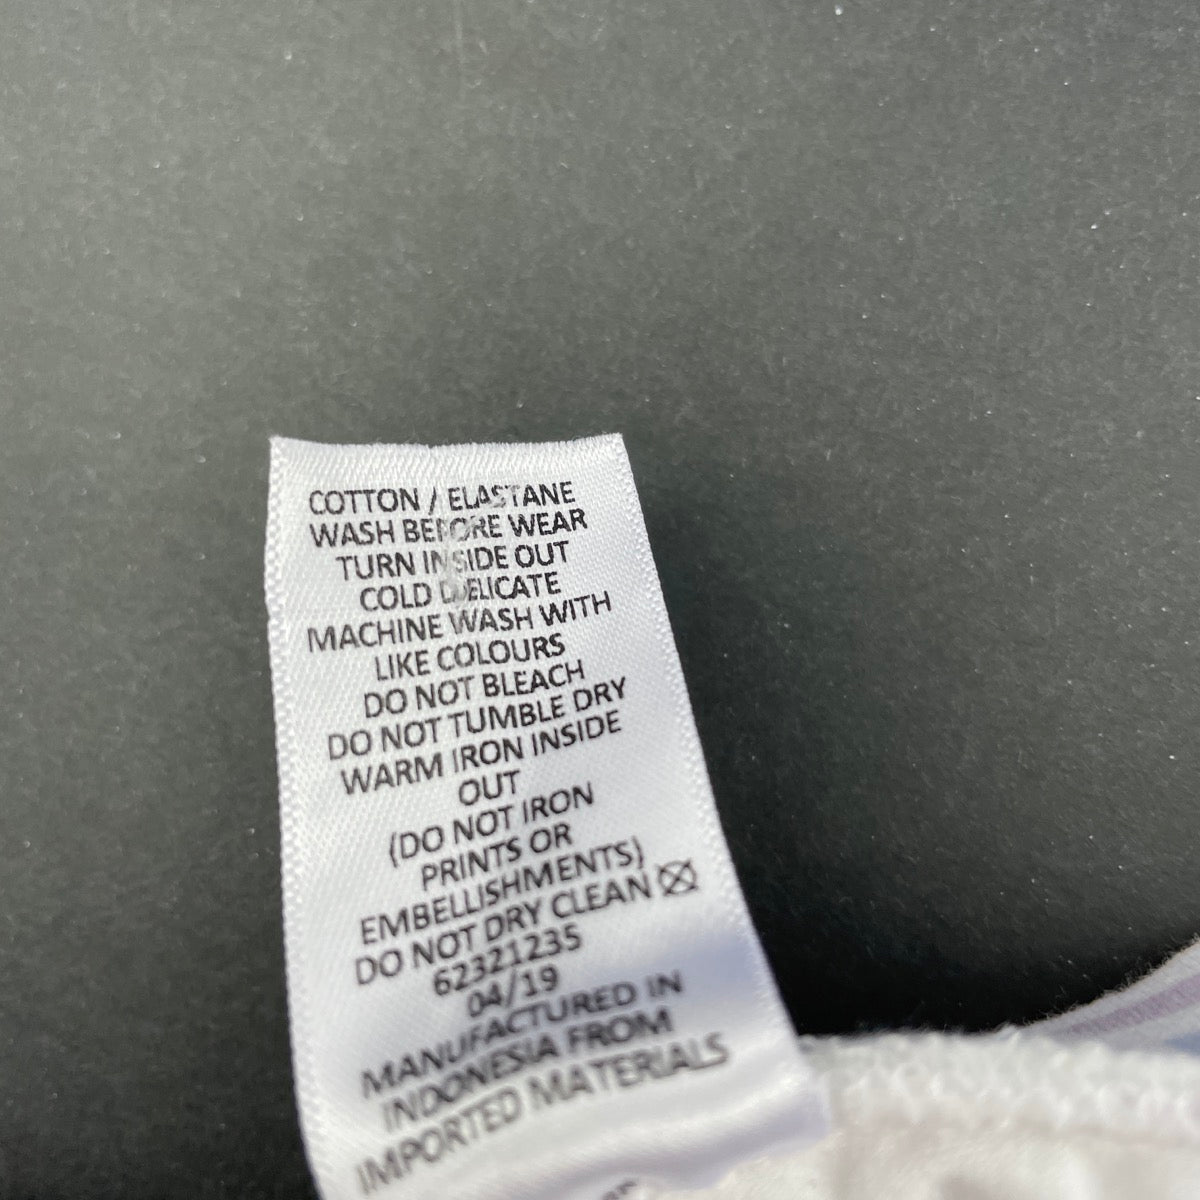 COTTON / ELASTANE
WASH BEFORE WEAR
TURN INSIDE OUT
COLD DELICATE
MACHINE WASH WITH
LIKE COLOURS
DO NOT BLEACH
DO NOT TUMBLE DRY
WARM IRON INSIDE
OUT
(DO NOT IRON
PRINTS OR
EMBELLISHMENTS)
DO NOT DRY CLEAN
62321235
04/19
MANUFACTURED IN
INDONESIA FROM
IMPORTED MATERIALS